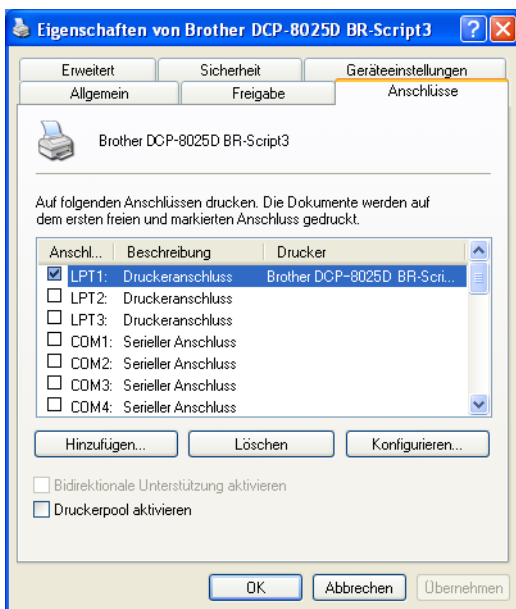 Eigenschaften von Brother DCP-8025D BR-Script3
Erweitert Sicherheit Geräteeinstellungen
Allgemein Freigabe Anschlüsse
Brother DCP-8025D BR-Script3
Auf folgenden Anschlüssen drucken. Die Dokumente werden auf
dem ersten freien und markierten Anschluss gedruckt.
Anschl... Beschreibung Drucker
LPT1: Druckeranschluss Brother DCP-8025D BR-Scri...
LPT2: Druckeranschluss
LPT3: Druckeranschluss
COM1: Serieller Anschluss
COM2: Serieller Anschluss
COM3: Serieller Anschluss
COM4: Serieller Anschluss
Hinzufügen... Löschen Konfigurieren...
Bidirektionale Unterstützung aktivieren
Druckerpool aktivieren
OK Abbrechen Übernehmen